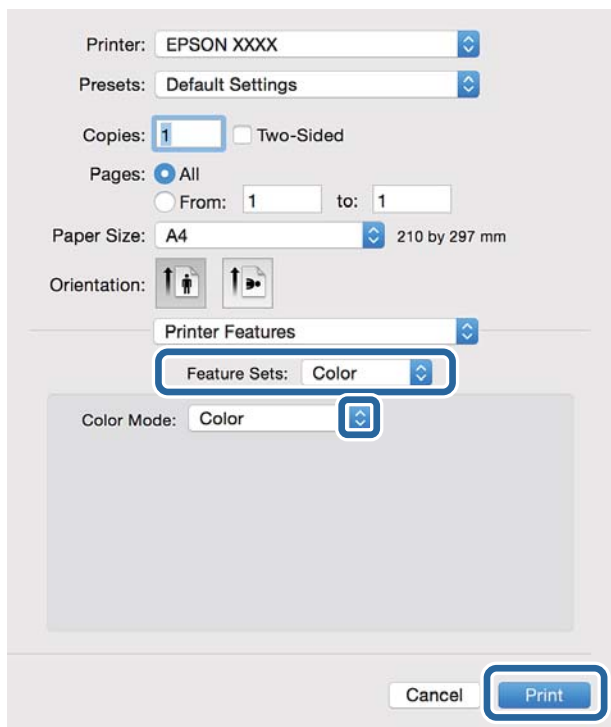 Printer: EPSON XXXX
Presets: Default Settings
Copies: 1 Two-Sided
Pages: All
From: 1 to: 1
Paper Size: A4 210 by 297 mm
Orientation:
Printer Features
Feature Sets: Color
Color Mode: Color
Cancel Print